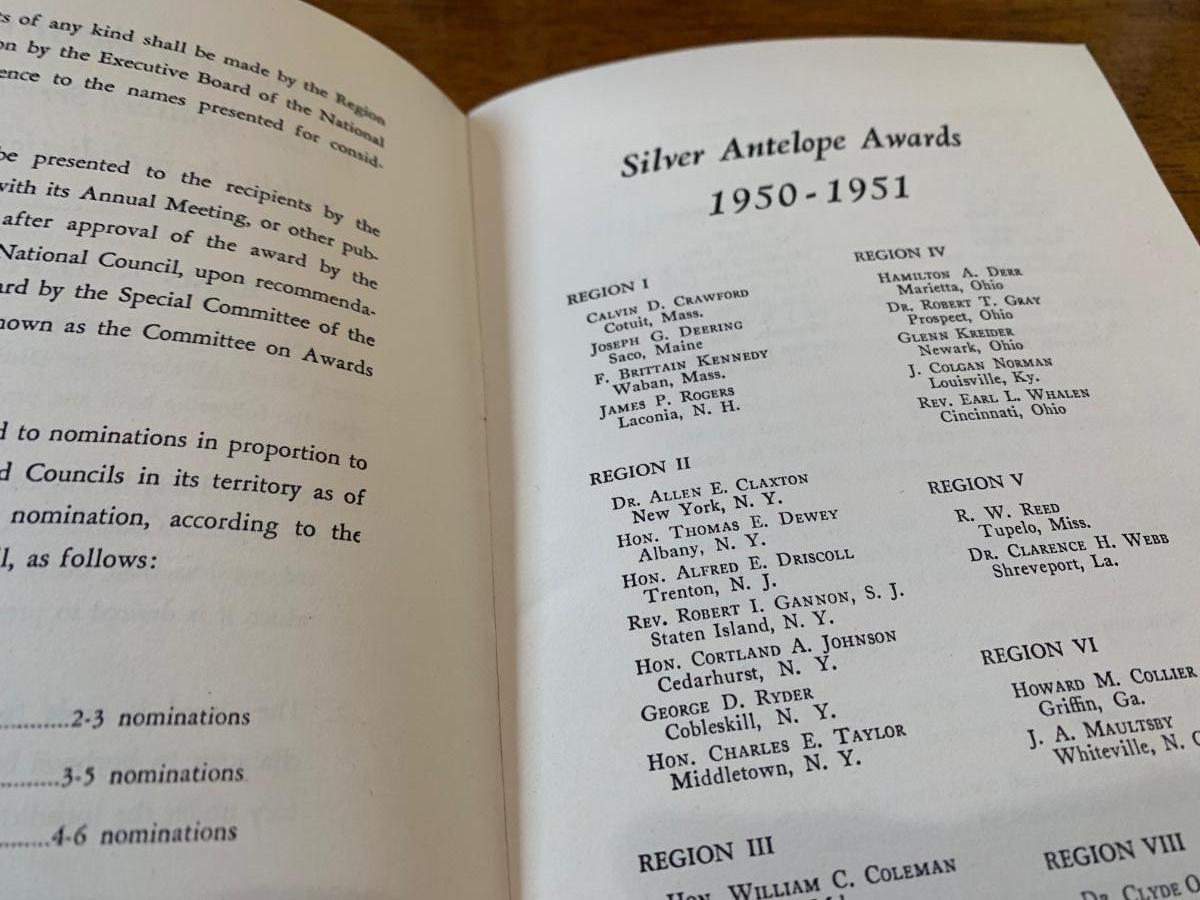 ts of any kind shall be made by the Region
on by the Executive Board of the National
ence to the names presented for consid-
be presented to the recipients by the
with its Annual Meeting, or other pub-
after approval of the award by the
National Council, upon recommenda-
ard by the Special Committee of the
nown as the Committee on Awards
d to nominations in proportion to
d Councils in its territory as of
nomination, according to the
l, as follows:
..........2-3 nominations
..........3-5 nominations
........4-6 nominations
Silver Antelope Awards
1950-1951
REGION I
CALVIN D. CRAWFORD
Cotuit, Mass.
JOSEPH G. DEERING
Saco, Maine
F. BRITTAIN KENNEDY
Waban, Mass.
JAMES P. ROGERS
Laconia, N. H.
REGION II
DR. ALLEN E. CLAXTON
New York, N. Y.
HON. THOMAS E. DEWEY
Albany, N. Y.
HON. ALFRED E. DRISCOLL
Trenton, N. J.
REV. ROBERT I. GANNON, S. J.
Staten Island, N. Y.
HON. CORTLAND A. JOHNSON
Cedarhurst, N. Y.
GEORGE D. RYDER
Cobleskill, N. Y.
HON. CHARLES E. TAYLOR
Middletown, N. Y.
REGION III
HON. WILLIAM C. COLEMAN
REGION IV
HAMILTON A. DERR
Marietta, Ohio
DR. ROBERT T. GRAY
Prospect, Ohio
GLENN KREIDER
Newark, Ohio
J. COLGAN NORMAN
Louisville, Ky.
REV. EARL L. WHALEN
Cincinnati, Ohio
REGION V
R. W. REED
Tupelo, Miss.
DR. CLARENCE H. WEBB
Shreveport, La.
REGION VI
HOWARD M. COLLIER
Griffin, Ga.
J. A. MAULTSBY
Whiteville, N. C
REGION VIII
DR. CLYDE O